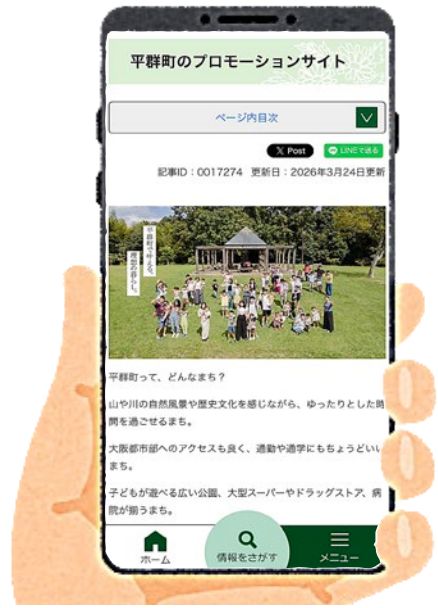 平群町のプロモーションサイト
ページ内目次
X Post
LINEで送る
記事ID：0017274 更新日：2026年3月24日更新
平群町で叶える、
理想の暮らし。
平群町って、どんなまち？
山や川の自然風景や歴史文化を感じながら、ゆったりとした時
間を過ごせるまち。
大阪都市部へのアクセスも良く、通勤や通学にもちょうどいい
まち。
子どもが遊べる広い公園、大型スーパーやドラッグストア、病
院が揃うまち。
ホーム
情報をさがす
メニュー